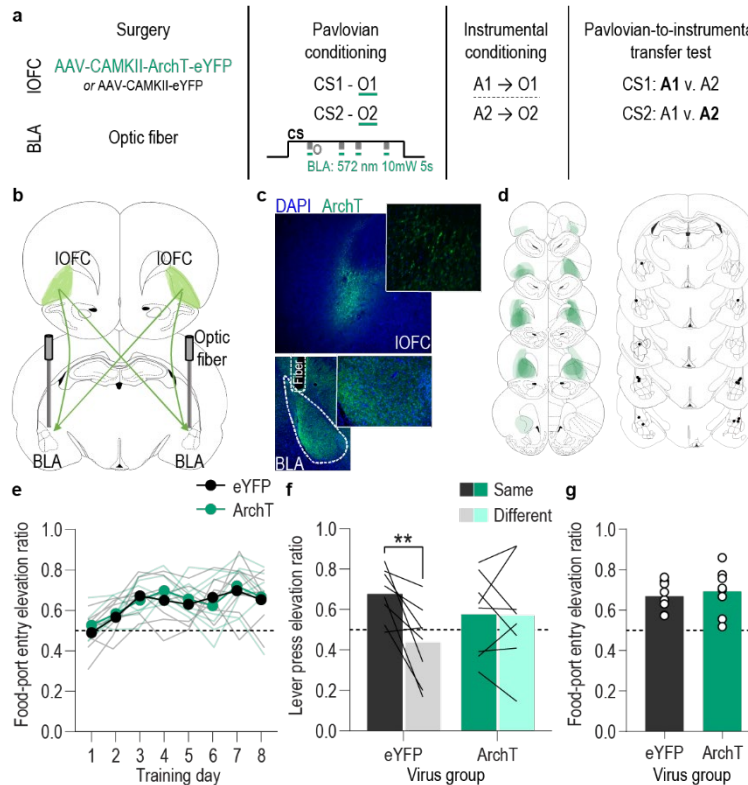 a
Surgery
Pavlovian
conditioning
Instrumental
conditioning
Pavlovian-to-instrumenta
transfer test
lOFC
AAV-CAMKII-ArchT-eYFP
or AAV-CAMKII-eYFP
CS1 - O1
CS2 - O2
A1 → O1
A2 → O2
CS1: A1 v. A2
CS2: A1 v. A2
BLA
Optic fiber
CS
O
BLA: 572 nm 10mW 5s
b
lOFC
lOFC
Optic
fiber
BLA
BLA
c
DAPI ArchT
lOFC
Fiber
BLA
d
e
eYFP
ArchT
Food-port entry elevation ratio
1.0
0.8
0.6
0.4
0.2
0.0
1 2 3 4 5 6 7 8
Training day
f
Same
Different
**
Lever press elevation ratio
1.0
0.8
0.6
0.4
0.2
0.0
eYFP ArchT
Virus group
g
Food-port entry elevation ratio
1.0
0.8
0.6
0.4
0.2
0.0
eYFP ArchT
Virus group